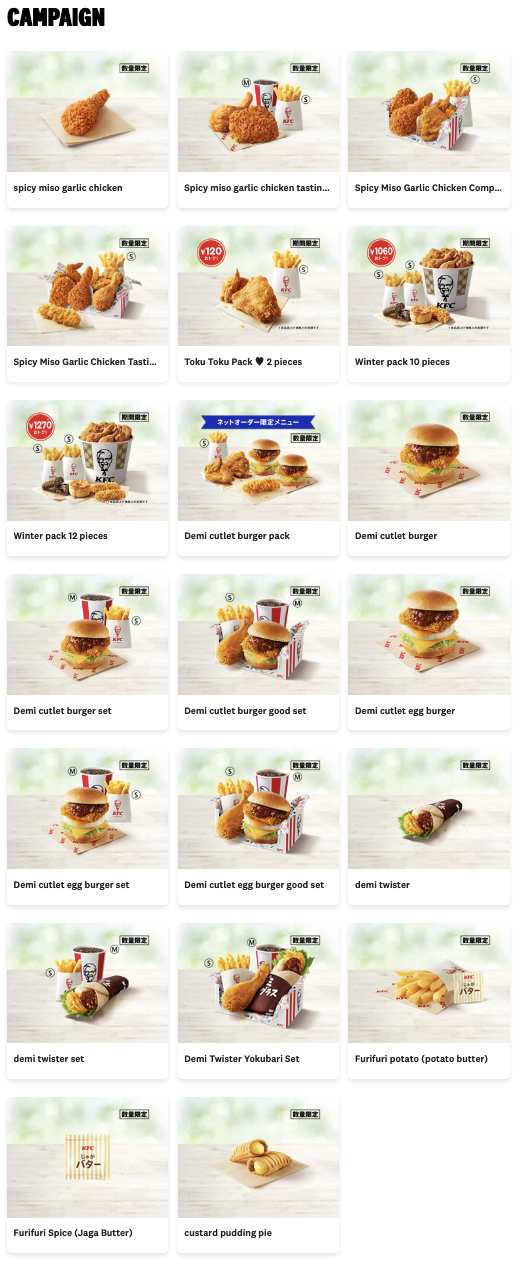 CAMPAIGN
数量限定
spicy miso garlic chicken
数量限定
M
S
KFC
Spicy miso garlic chicken tastin...
数量限定
S
Spicy Miso Garlic Chicken Comp...
数量限定
S
Spicy Miso Garlic Chicken Tasti...
¥120
おトク!
数量限定
S
KFC
Toku Toku Pack ♥ 2 pieces
¥1060
おトク!
数量限定
S
S
KFC
Winter pack 10 pieces
¥1270
おトク!
期間限定
S
S
KFC
Winter pack 12 pieces
ネットオーダー限定メニュー
数量限定
S
Demi cutlet burger pack
数量限定
Demi cutlet burger
数量限定
M
S
Demi cutlet burger set
数量限定
S
M
Demi cutlet burger good set
数量限定
Demi cutlet egg burger
数量限定
M
S
Demi cutlet egg burger set
数量限定
S
M
Demi cutlet egg burger good set
数量限定
demi twister
数量限定
M
S
demi twister set
数量限定
M
S
Demi Twister Yokubari Set
数量限定
KFC
じゃが
バター
Furifuri potato (potato butter)
数量限定
KFC
じゃが
バター
Furifuri Spice (Jaga Butter)
数量限定
custard pudding pie